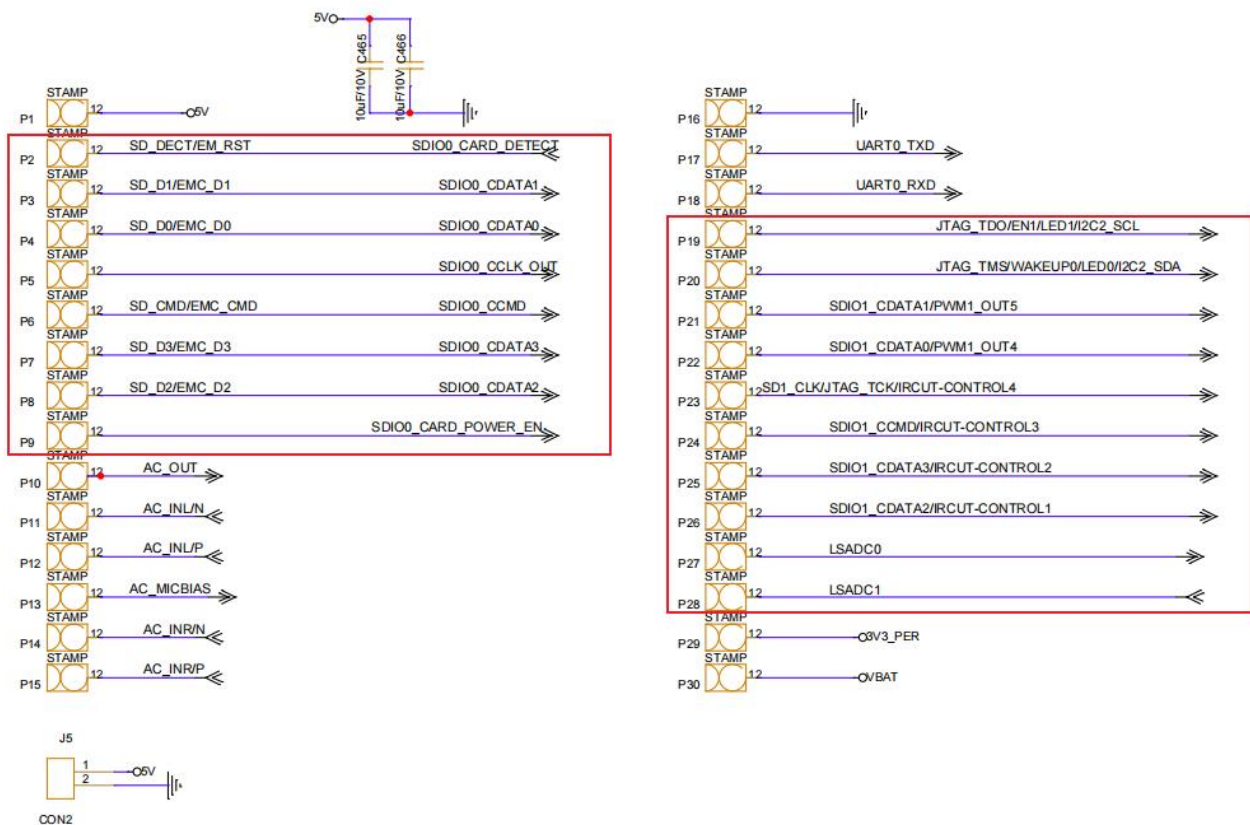 5V
10uF/10V C465
10uF/10V C466
STAMP
P1 12 5V
STAMP
P2 12 SD_DECT/EM_RST SDIO0_CARD_DETECT
STAMP
P3 12 SD_D1/EMC_D1 SDIO0_CDATA1
STAMP
P4 12 SD_D0/EMC_D0 SDIO0_CDATA0
STAMP
P5 12 SDIO0_CCLK_OUT
STAMP
P6 12 SD_CMD/EMC_CMD SDIO0_CCMD
STAMP
P7 12 SD_D3/EMC_D3 SDIO0_CDATA3
STAMP
P8 12 SD_D2/EMC_D2 SDIO0_CDATA2
STAMP
P9 12 SDIO0_CARD_POWER_EN
STAMP
P10 12 AC_OUT
STAMP
P11 12 AC_INL/N
STAMP
P12 12 AC_INL/P
STAMP
P13 12 AC_MICBIAS
STAMP
P14 12 AC_INR/N
STAMP
P15 12 AC_INR/P
J5
1 5V
2
CON2
STAMP
P16 12
STAMP
P17 12 UART0_TXD
STAMP
P18 12 UART0_RXD
STAMP
P19 12 JTAG_TDO/EN1/LED1/I2C2_SCL
STAMP
P20 12 JTAG_TMS/WAKEUP0/LED0/I2C2_SDA
STAMP
P21 12 SDIO1_CDATA1/PWM1_OUT5
STAMP
P22 12 SDIO1_CDATA0/PWM1_OUT4
STAMP
P23 12 SD1_CLK/JTAG_TCK/IRCUT-CONTROL4
STAMP
P24 12 SDIO1_CCMD/IRCUT-CONTROL3
STAMP
P25 12 SDIO1_CDATA3/IRCUT-CONTROL2
STAMP
P26 12 SDIO1_CDATA2/IRCUT-CONTROL1
STAMP
P27 12 LSADC0
STAMP
P28 12 LSADC1
STAMP
P29 12 3V3_PER
STAMP
P30 12 VBAT